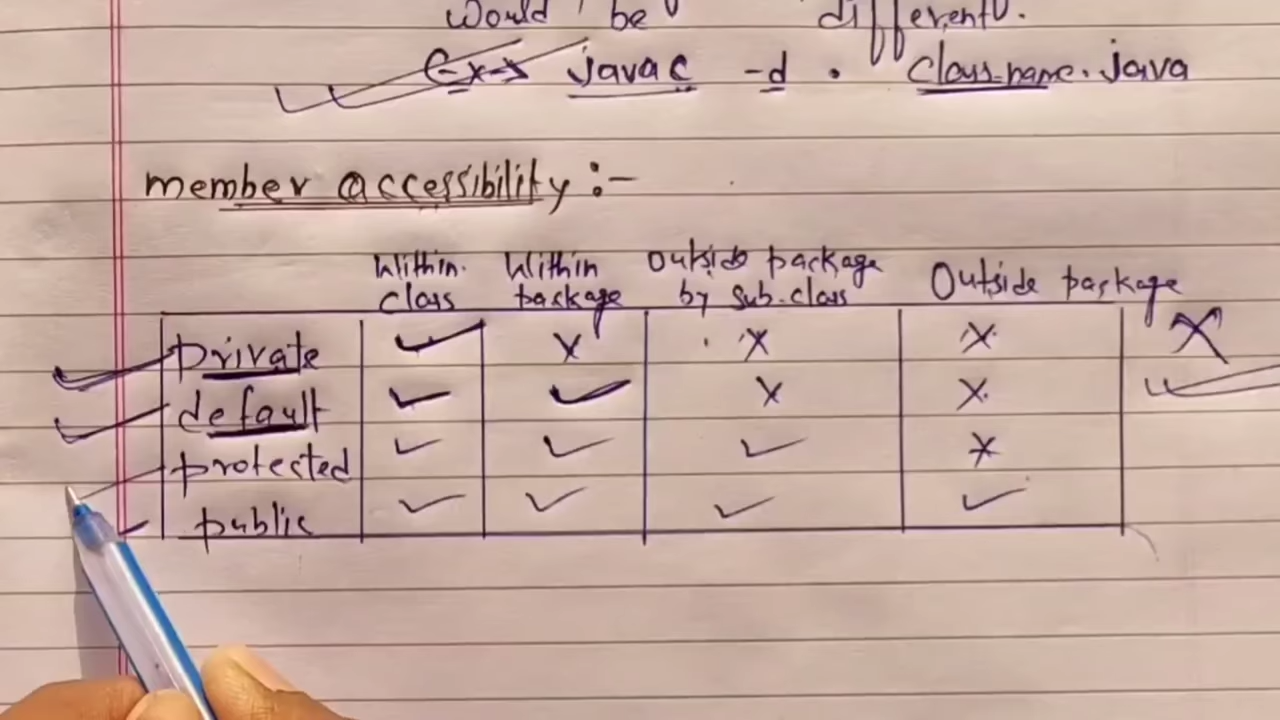 would be different.
Ex→ javac -d . Class-name.java
member accessibility :-
Within class Within package Outside package by sub-class Outside package
private ✓ ✗ ✗ ✗
default ✓ ✓ ✗ ✗
protected ✓ ✓ ✓ ✗
public ✓ ✓ ✓ ✓